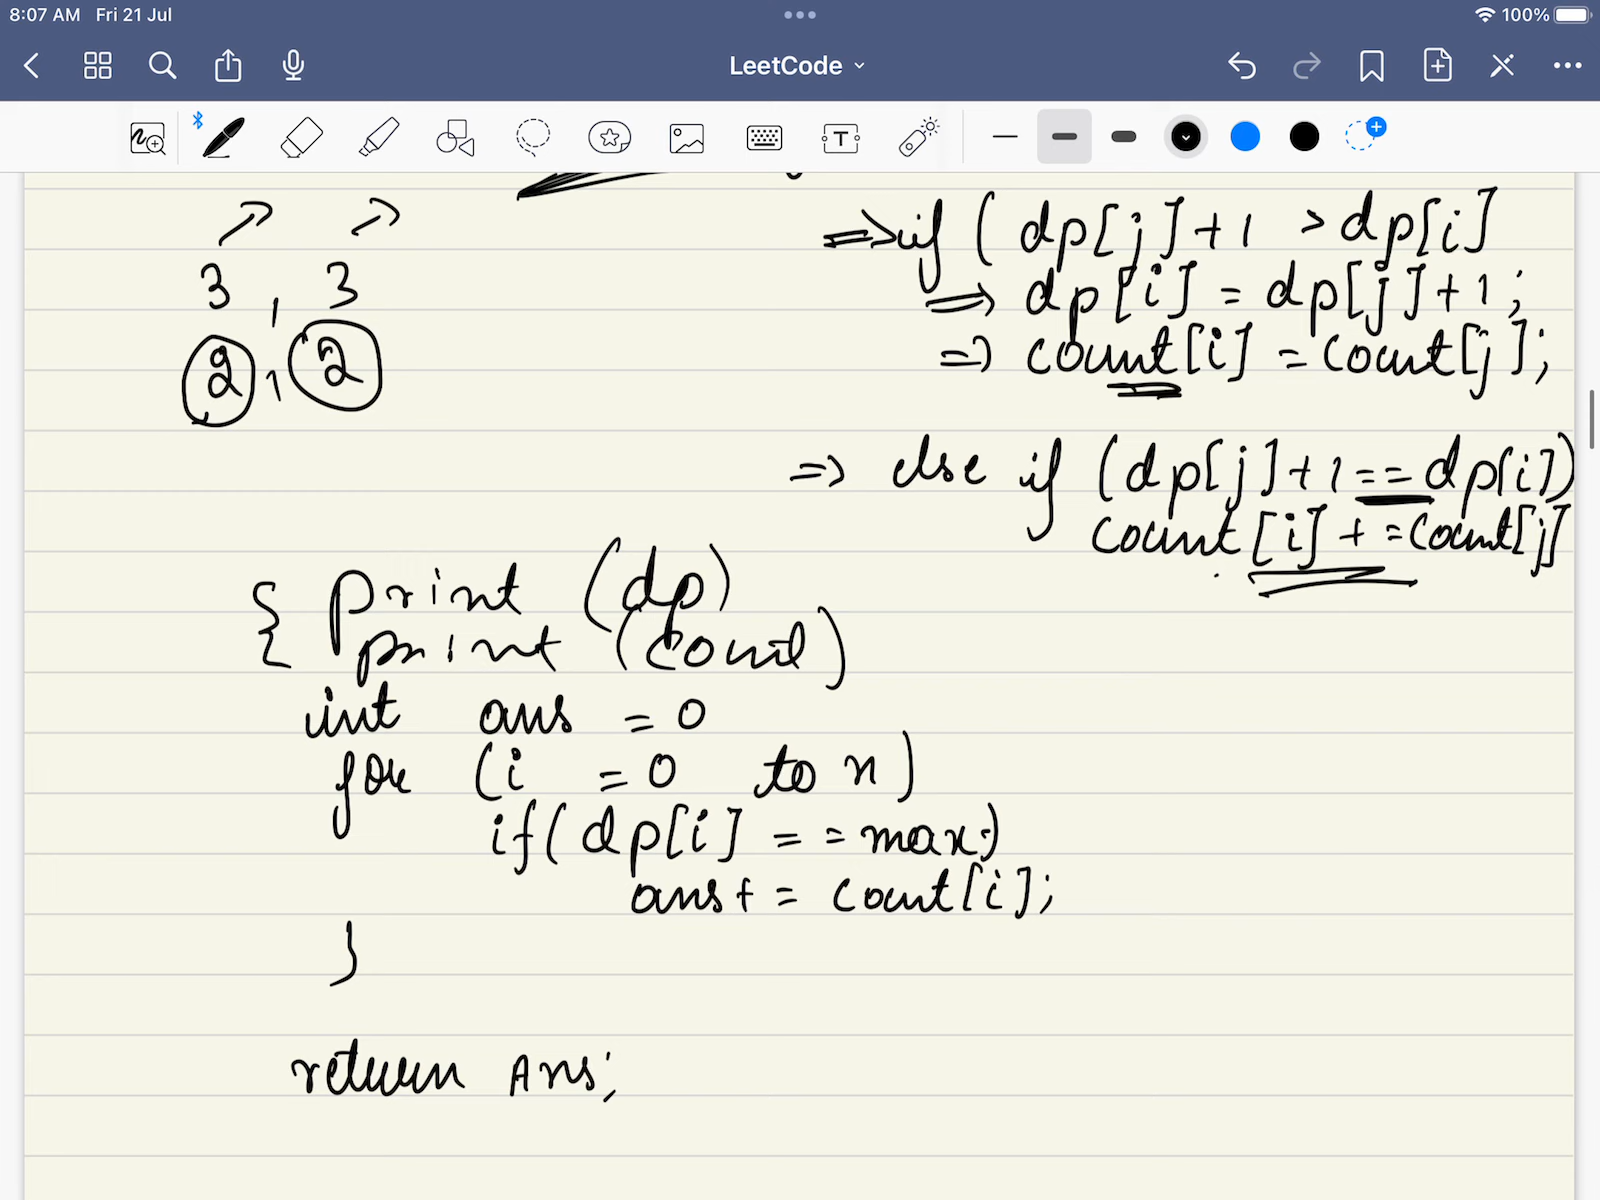 8:07 AM Fri 21 Jul
100%
LeetCode
T
3 , 3
2 , 2
=> if ( dp[j]+1 > dp[i]
=> dp[i] = dp[j]+1;
=> count[i] = count[j];
=> else if (dp[j]+1 == dp[i])
count[i] += count[j]
{ print (dp)
print (count)
int ans = 0
for (i = 0 to n)
if( dp[i] == max)
ans += count[i];
}
return Ans;